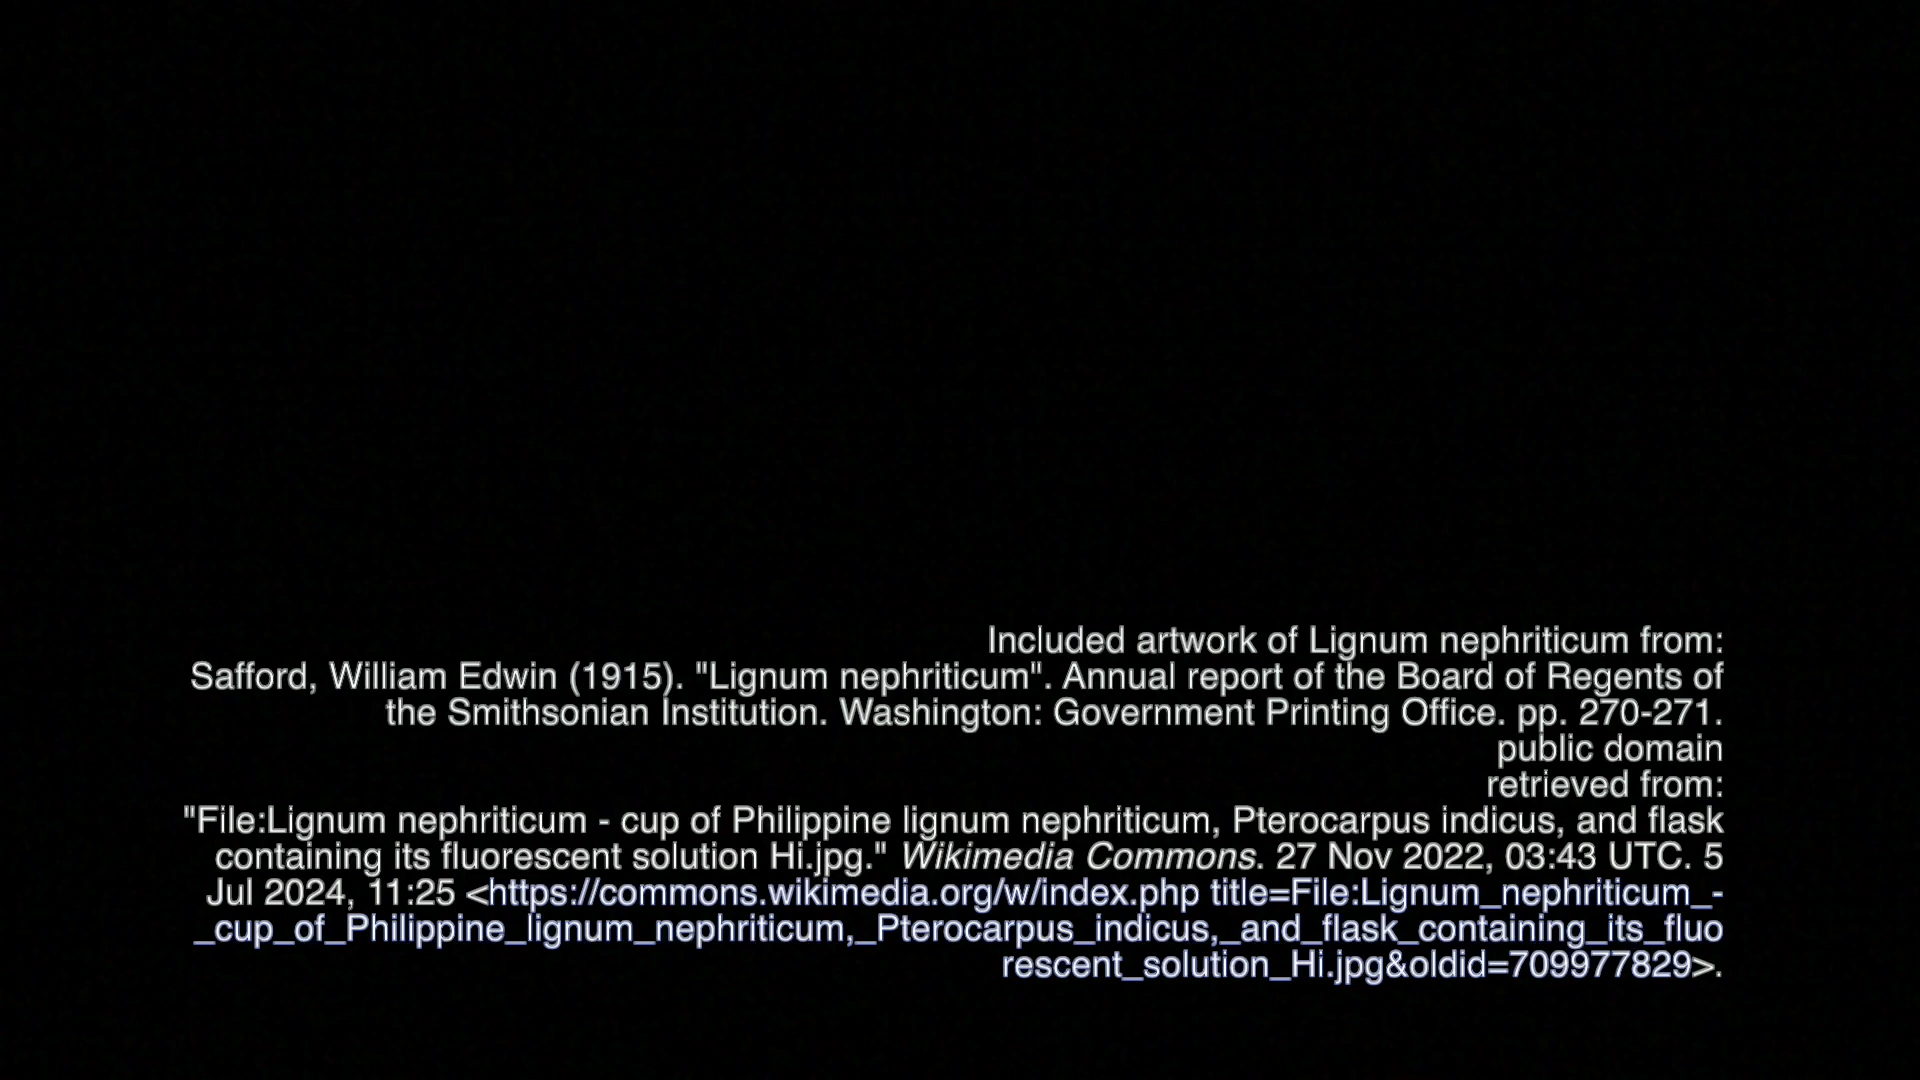 Included artwork of Lignum nephriticum from:
Safford, William Edwin (1915). "Lignum nephriticum". Annual report of the Board of Regents of
the Smithsonian Institution. Washington: Government Printing Office. pp. 270-271.
public domain
retrieved from:
"File:Lignum nephriticum - cup of Philippine lignum nephriticum, Pterocarpus indicus, and flask
containing its fluorescent solution Hi.jpg." Wikimedia Commons. 27 Nov 2022, 03:43 UTC. 5
Jul 2024, 11:25 <https://commons.wikimedia.org/w/index.php title=File:Lignum_nephriticum_-
_cup_of_Philippine_lignum_nephriticum,_Pterocarpus_indicus,_and_flask_containing_its_fluo
rescent_solution_Hi.jpg&oldid=709977829>.